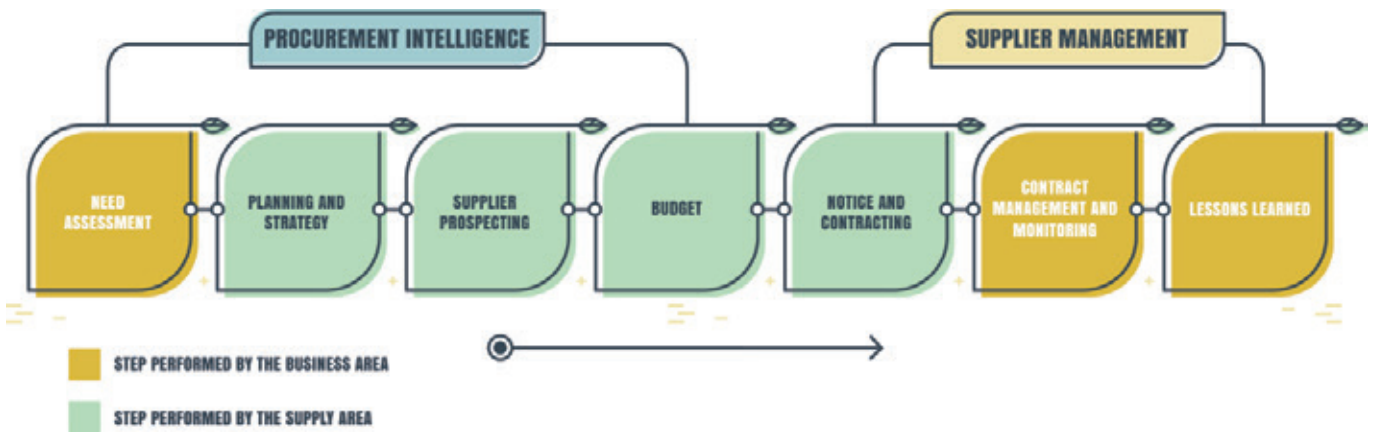 PROCUREMENT INTELLIGENCE
SUPPLIER MANAGEMENT
NEED
ASSESSMENT
PLANNING AND
STRATEGY
SUPPLIER
PROSPECTING
BUDGET
NOTICE AND
CONTRACTING
CONTRACT
MANAGEMENT AND
MONITORING
LESSONS LEARNED
STEP PERFORMED BY THE BUSINESS AREA
STEP PERFORMED BY THE SUPPLY AREA